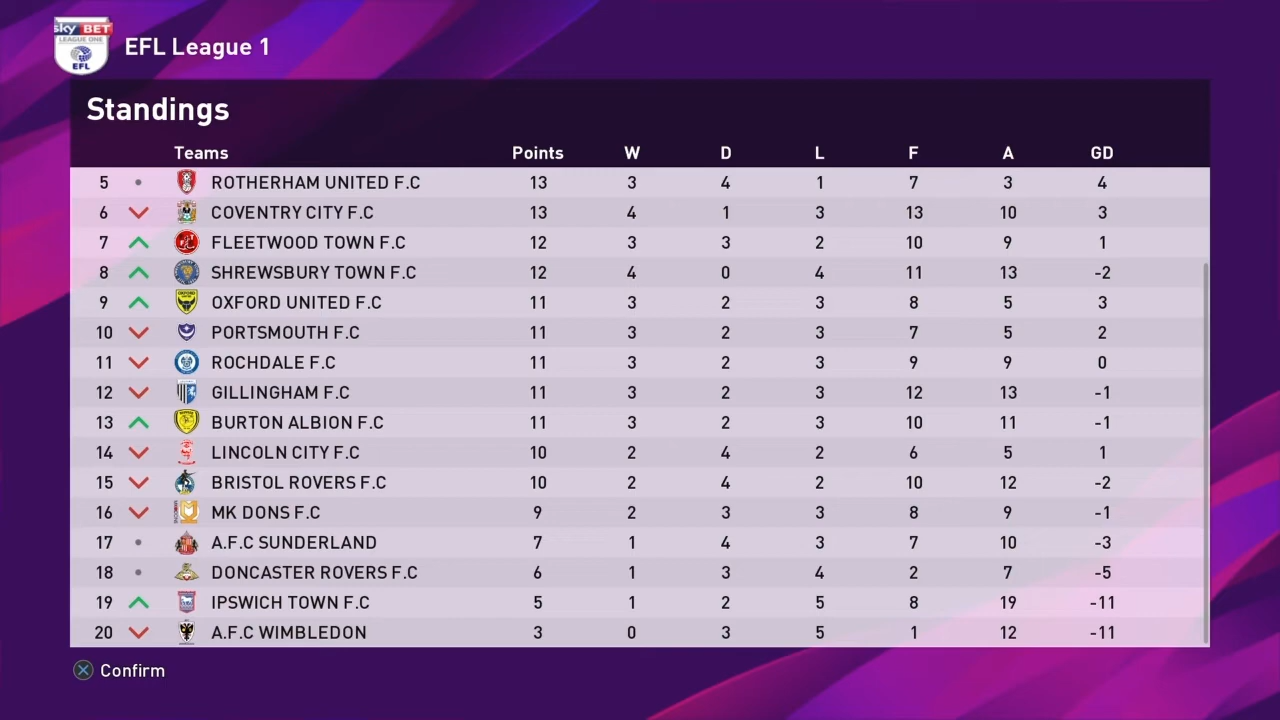 sky BET
LEAGUE ONE
EFL
EFL League 1
Standings
Teams Points W D L F A GD
5 ROTHERHAM UNITED F.C 13 3 4 1 7 3 4
6 COVENTRY CITY F.C 13 4 1 3 13 10 3
7 FLEETWOOD TOWN F.C 12 3 3 2 10 9 1
8 SHREWSBURY TOWN F.C 12 4 0 4 11 13 -2
9 OXFORD UNITED F.C 11 3 2 3 8 5 3
10 PORTSMOUTH F.C 11 3 2 3 7 5 2
11 ROCHDALE F.C 11 3 2 3 9 9 0
12 GILLINGHAM F.C 11 3 2 3 12 13 -1
13 BURTON ALBION F.C 11 3 2 3 10 11 -1
14 LINCOLN CITY F.C 10 2 4 2 6 5 1
15 BRISTOL ROVERS F.C 10 2 4 2 10 12 -2
16 MK DONS F.C 9 2 3 3 8 9 -1
17 A.F.C SUNDERLAND 7 1 4 3 7 10 -3
18 DONCASTER ROVERS F.C 6 1 3 4 2 7 -5
19 IPSWICH TOWN F.C 5 1 2 5 8 19 -11
20 A.F.C WIMBLEDON 3 0 3 5 1 12 -11
Confirm